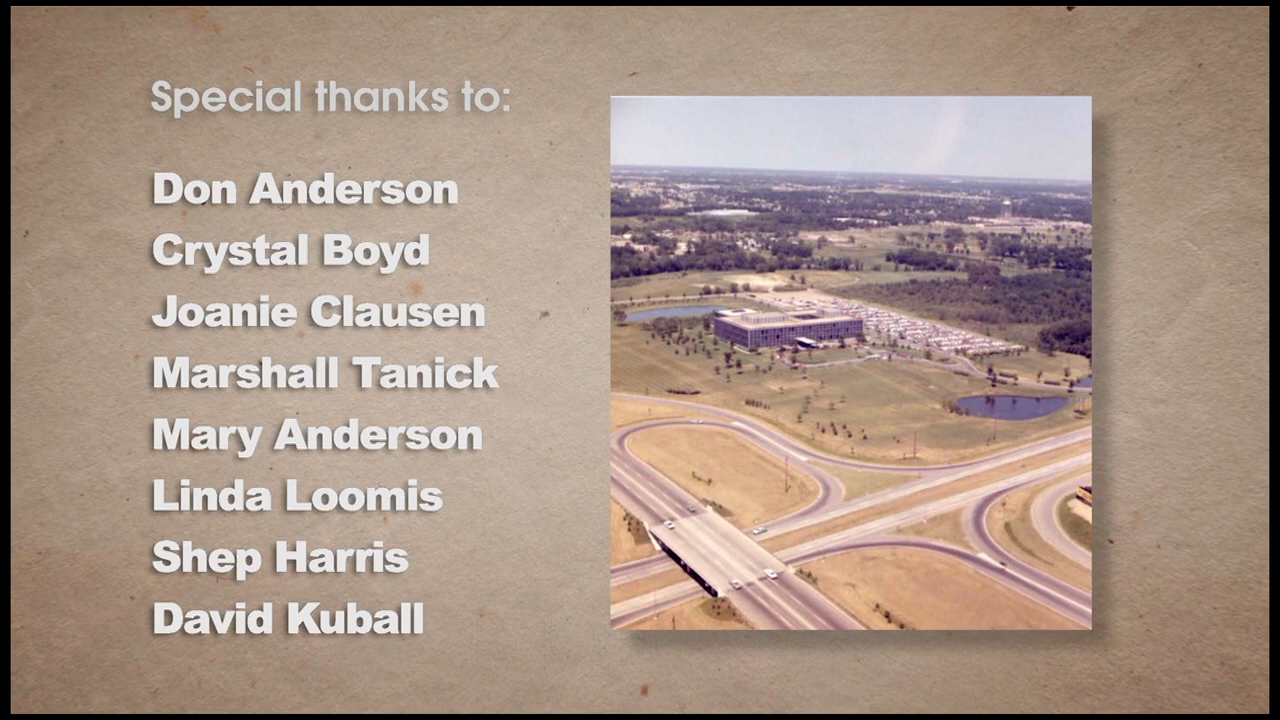 Special thanks to:
Don Anderson
Crystal Boyd
Joanie Clausen
Marshall Tanick
Mary Anderson
Linda Loomis
Shep Harris
David Kuball